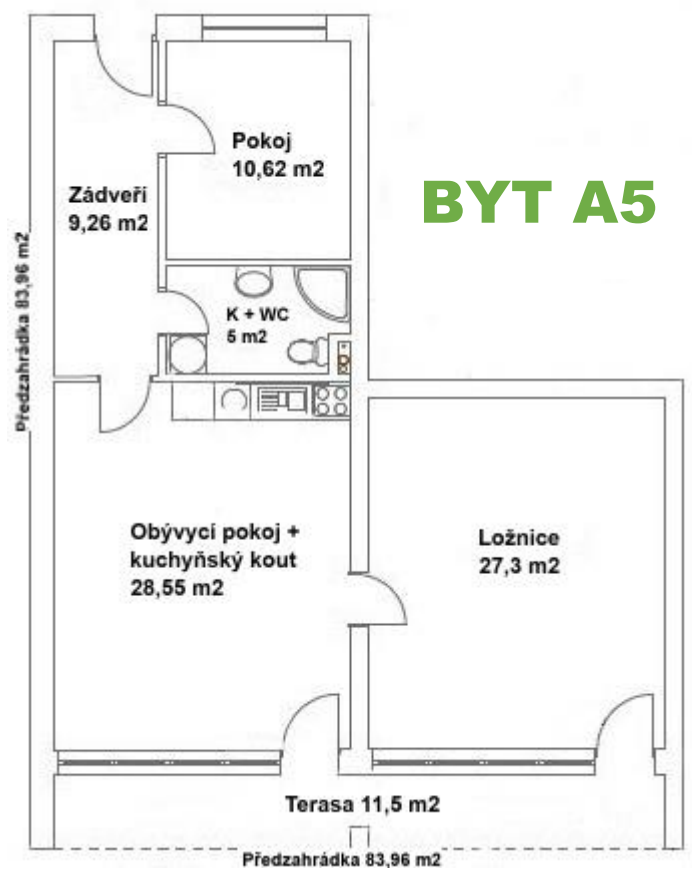 Pokoj
10,62 m2
BYT A5
Zádveří
9,26 m2
Předzahrádka 83,96 m2
K + WC
5 m2
Obývycí pokoj +
kuchyňský kout
28,55 m2
Ložnice
27,3 m2
Terasa 11,5 m2
Předzahrádka 83,96 m2